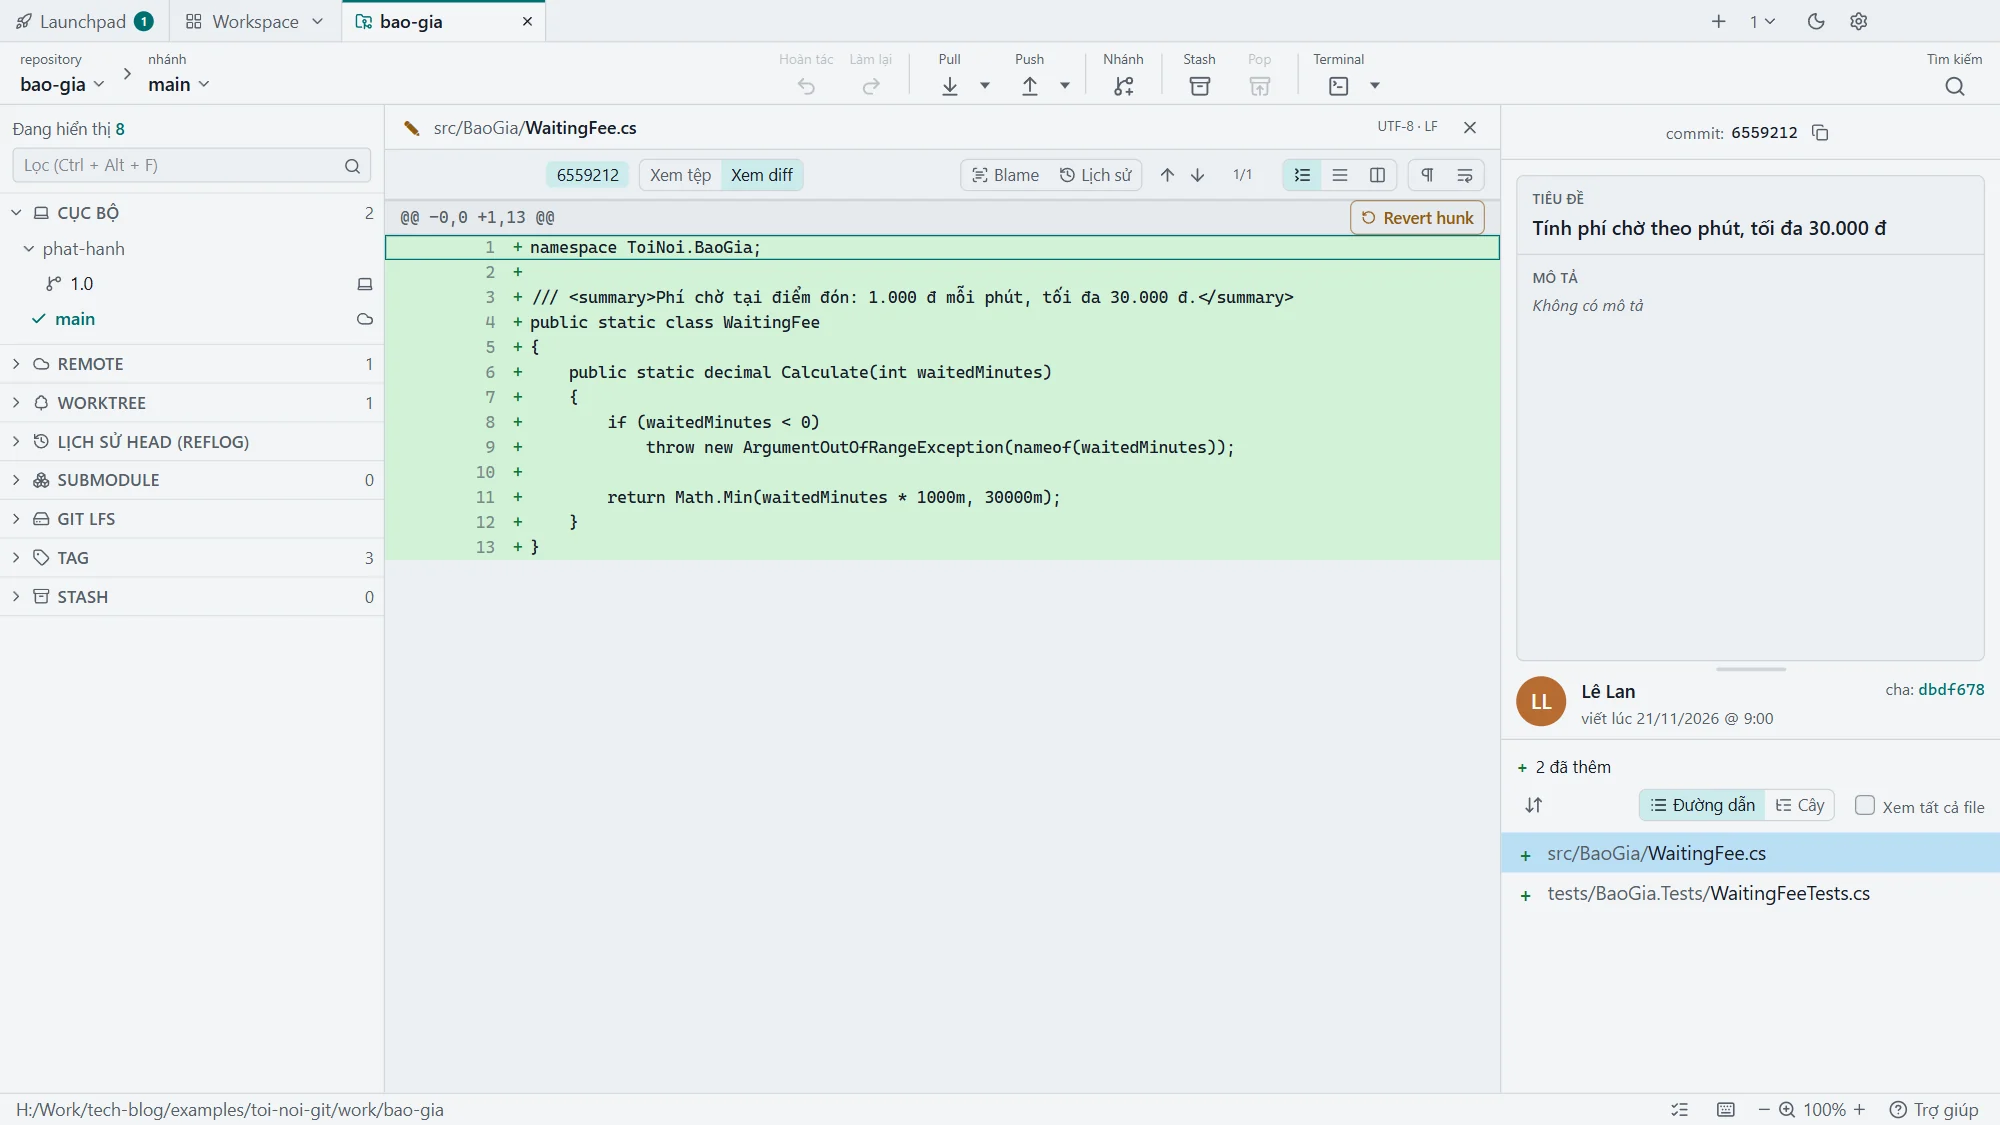 Launchpad 1 Workspace bao-gia 1
repository nhánh
bao-gia main
Hoàn tác Làm lại Pull Push Nhánh Stash Pop Terminal Tìm kiếm
Đang hiển thị 8
Lọc (Ctrl + Alt + F)
CỤC BỘ 2
phat-hanh
1.0
main
REMOTE 1
WORKTREE 1
LỊCH SỬ HEAD (REFLOG)
SUBMODULE 0
GIT LFS
TAG 3
STASH 0
src/BaoGia/WaitingFee.cs UTF-8 · LF
6559212 Xem tệp Xem diff Blame Lịch sử 1/1
@@ −0,0 +1,13 @@ Revert hunk
1 + namespace ToiNoi.BaoGia;
2 +
3 + /// <summary>Phí chờ tại điểm đón: 1.000 đ mỗi phút, tối đa 30.000 đ.</summary>
4 + public static class WaitingFee
5 + {
6 +     public static decimal Calculate(int waitedMinutes)
7 +     {
8 +         if (waitedMinutes < 0)
9 +             throw new ArgumentOutOfRangeException(nameof(waitedMinutes));
10 +
11 +         return Math.Min(waitedMinutes * 1000m, 30000m);
12 +     }
13 + }
commit: 6559212
TIÊU ĐỀ
Tính phí chờ theo phút, tối đa 30.000 đ
MÔ TẢ
Không có mô tả
LL
Lê Lan cha: dbdf678
viết lúc 21/11/2026 @ 9:00
+ 2 đã thêm
Đường dẫn Cây Xem tất cả file
+ src/BaoGia/WaitingFee.cs
+ tests/BaoGia.Tests/WaitingFeeTests.cs
H:/Work/tech-blog/examples/toi-noi-git/work/bao-gia 100% Trợ giúp